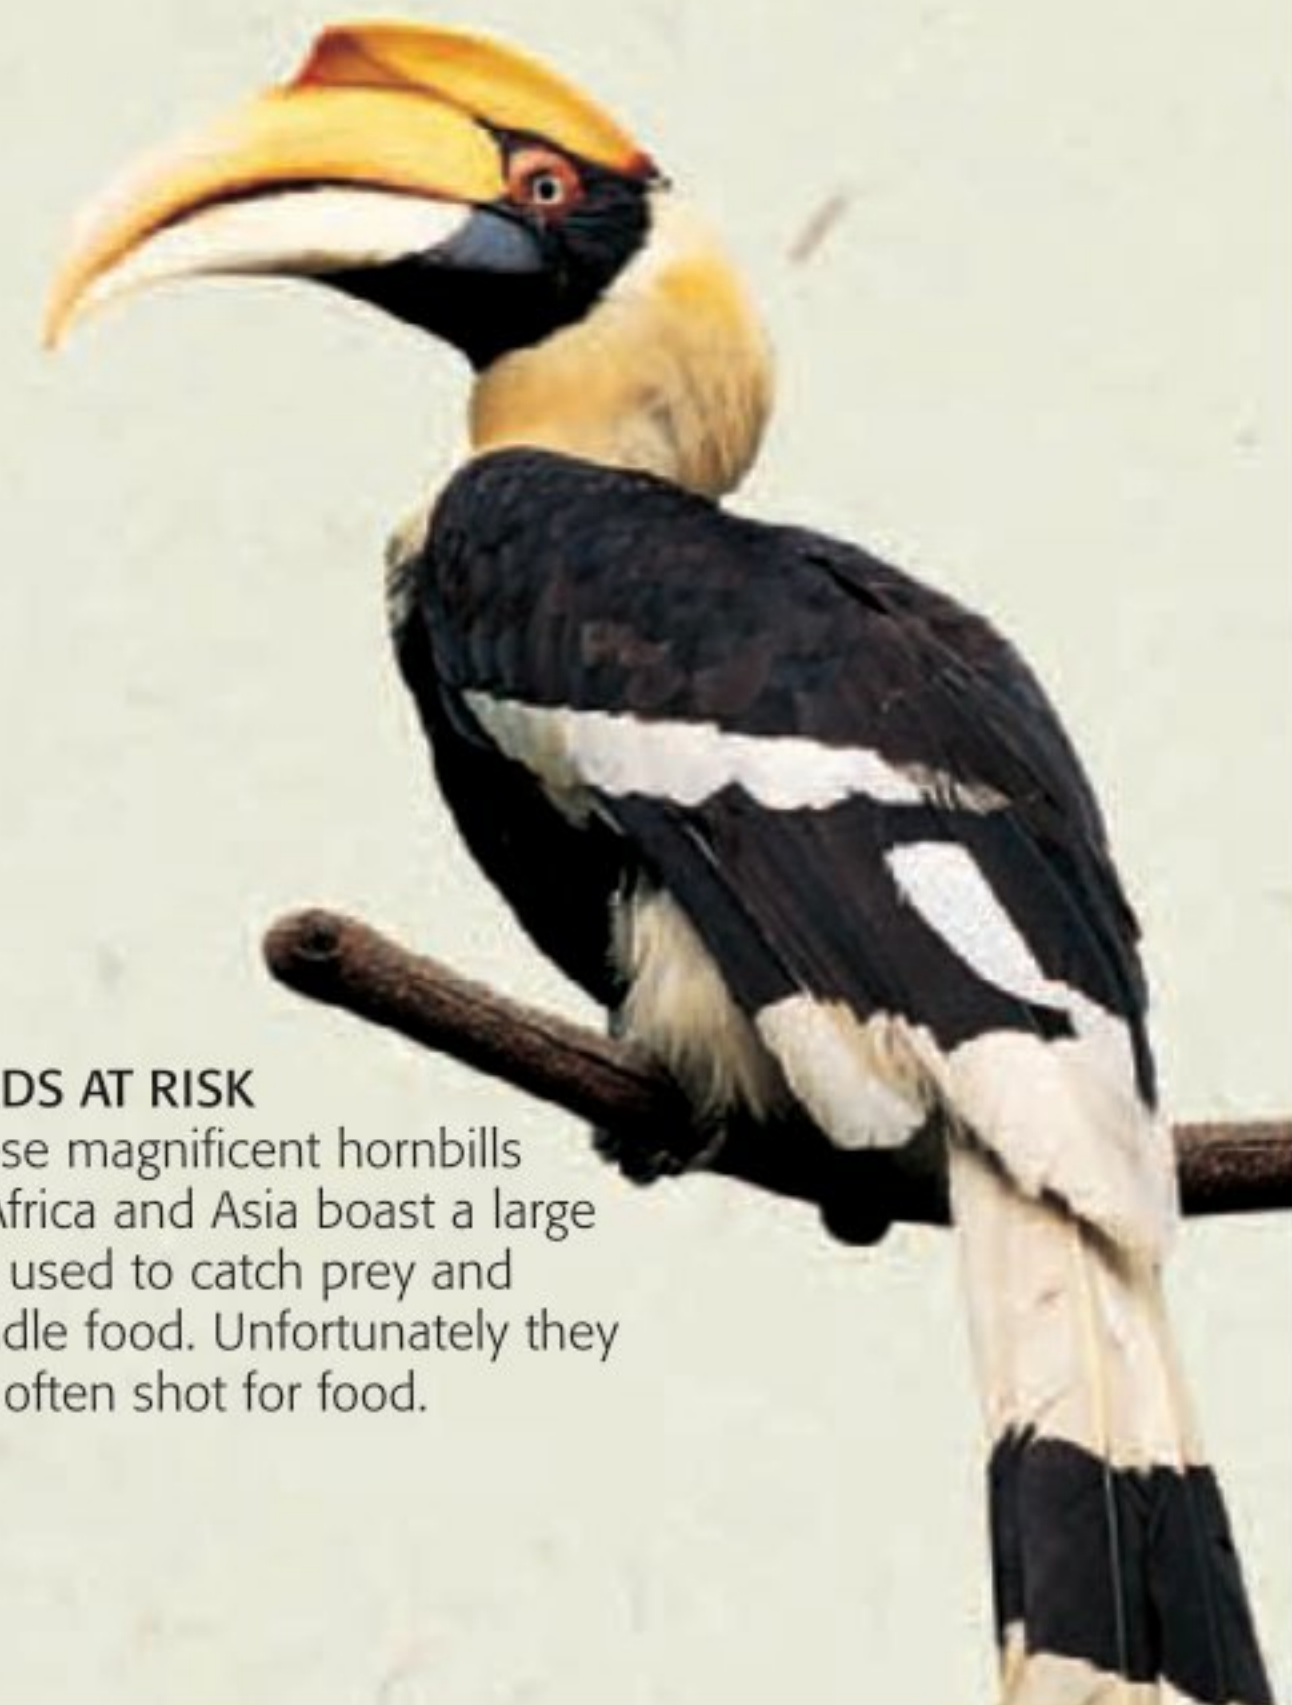 DS AT RISK
se magnificent hornbills
Africa and Asia boast a large
used to catch prey and
dle food. Unfortunately they
often shot for food.